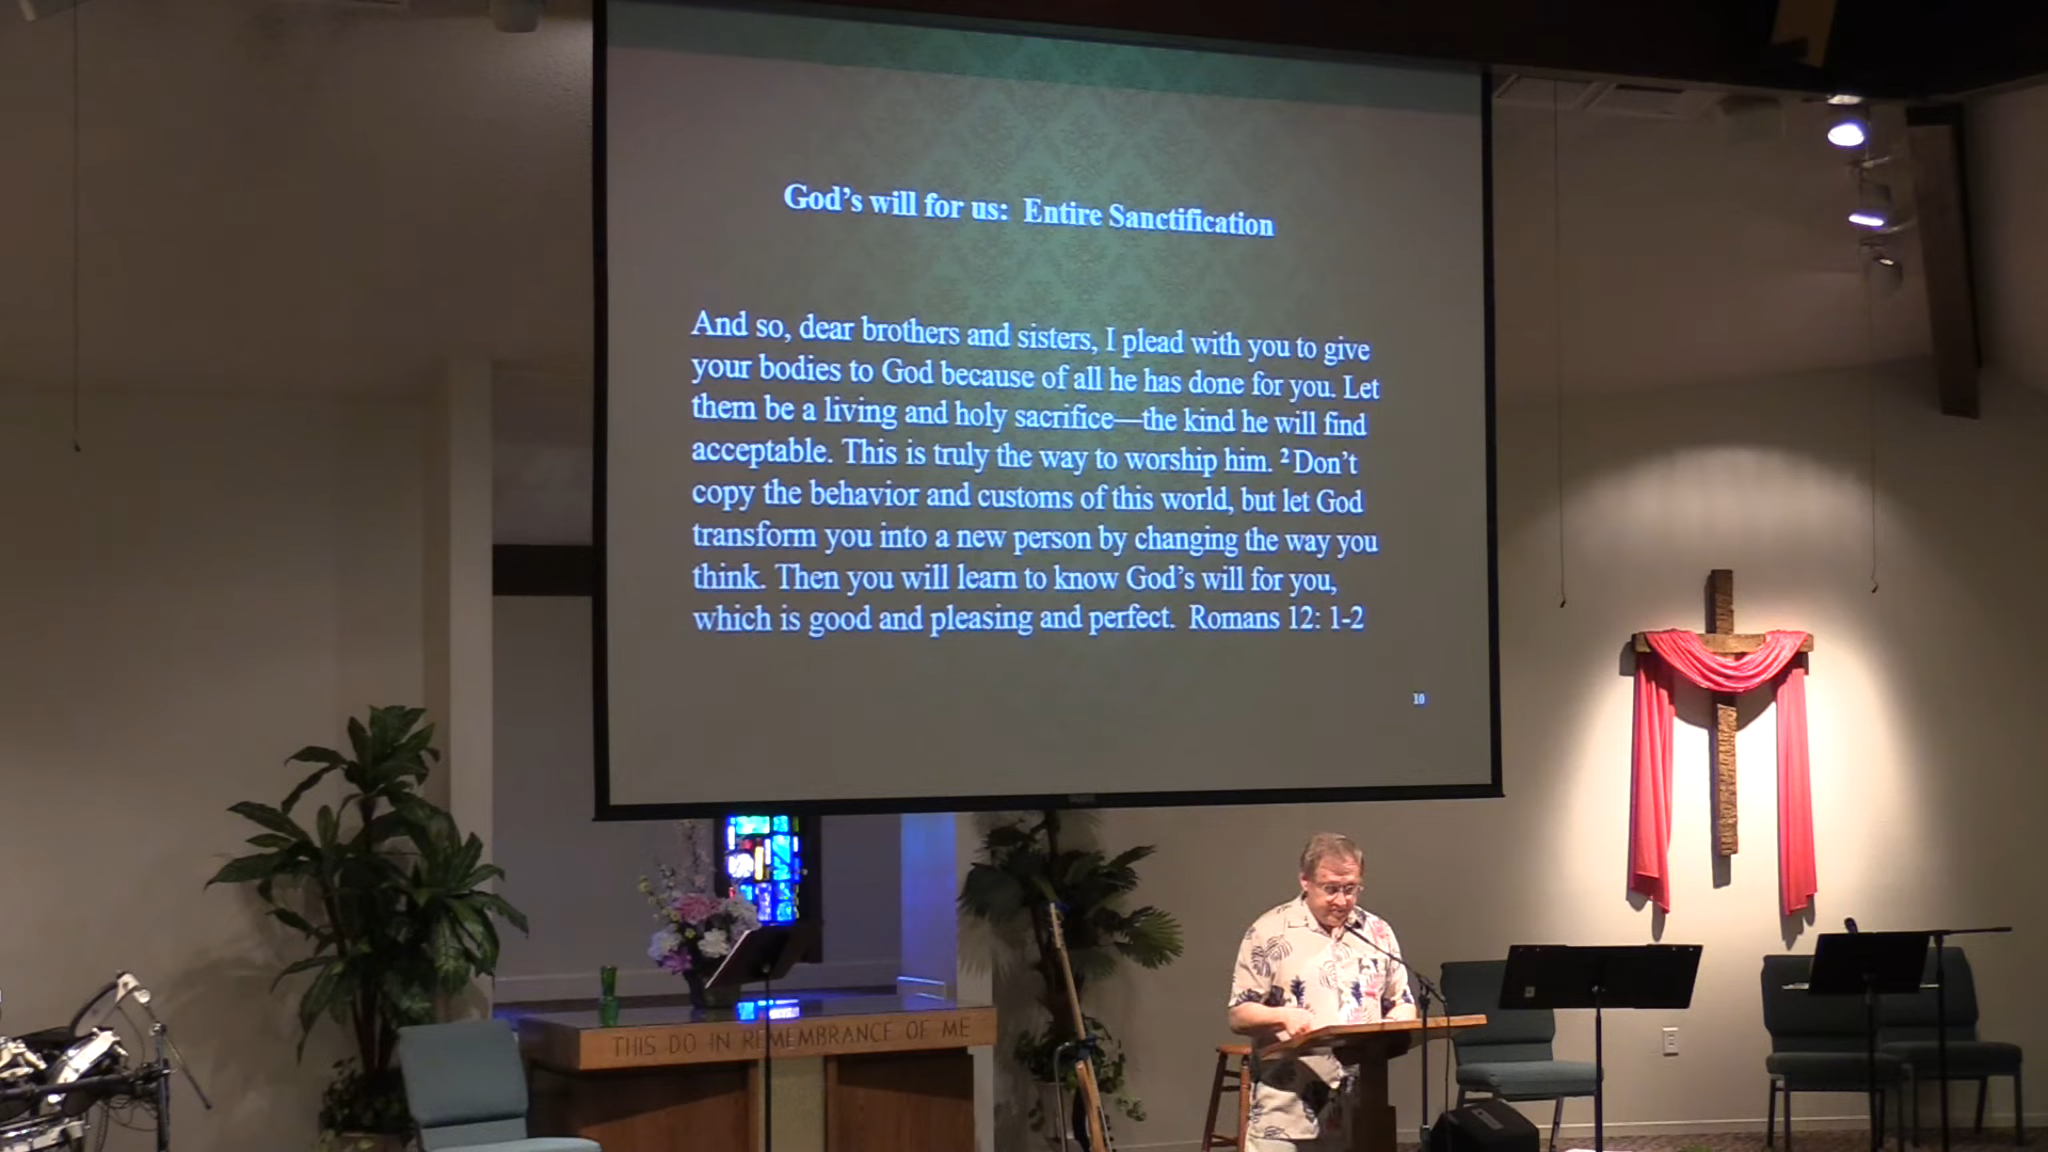 God’s will for us:  Entire Sanctification
And so, dear brothers and sisters, I plead with you to give
your bodies to God because of all he has done for you. Let
them be a living and holy sacrifice—the kind he will find
acceptable. This is truly the way to worship him. ² Don’t
copy the behavior and customs of this world, but let God
transform you into a new person by changing the way you
think. Then you will learn to know God’s will for you,
which is good and pleasing and perfect.  Romans 12: 1-2
10
THIS DO IN REMEMBRANCE OF ME